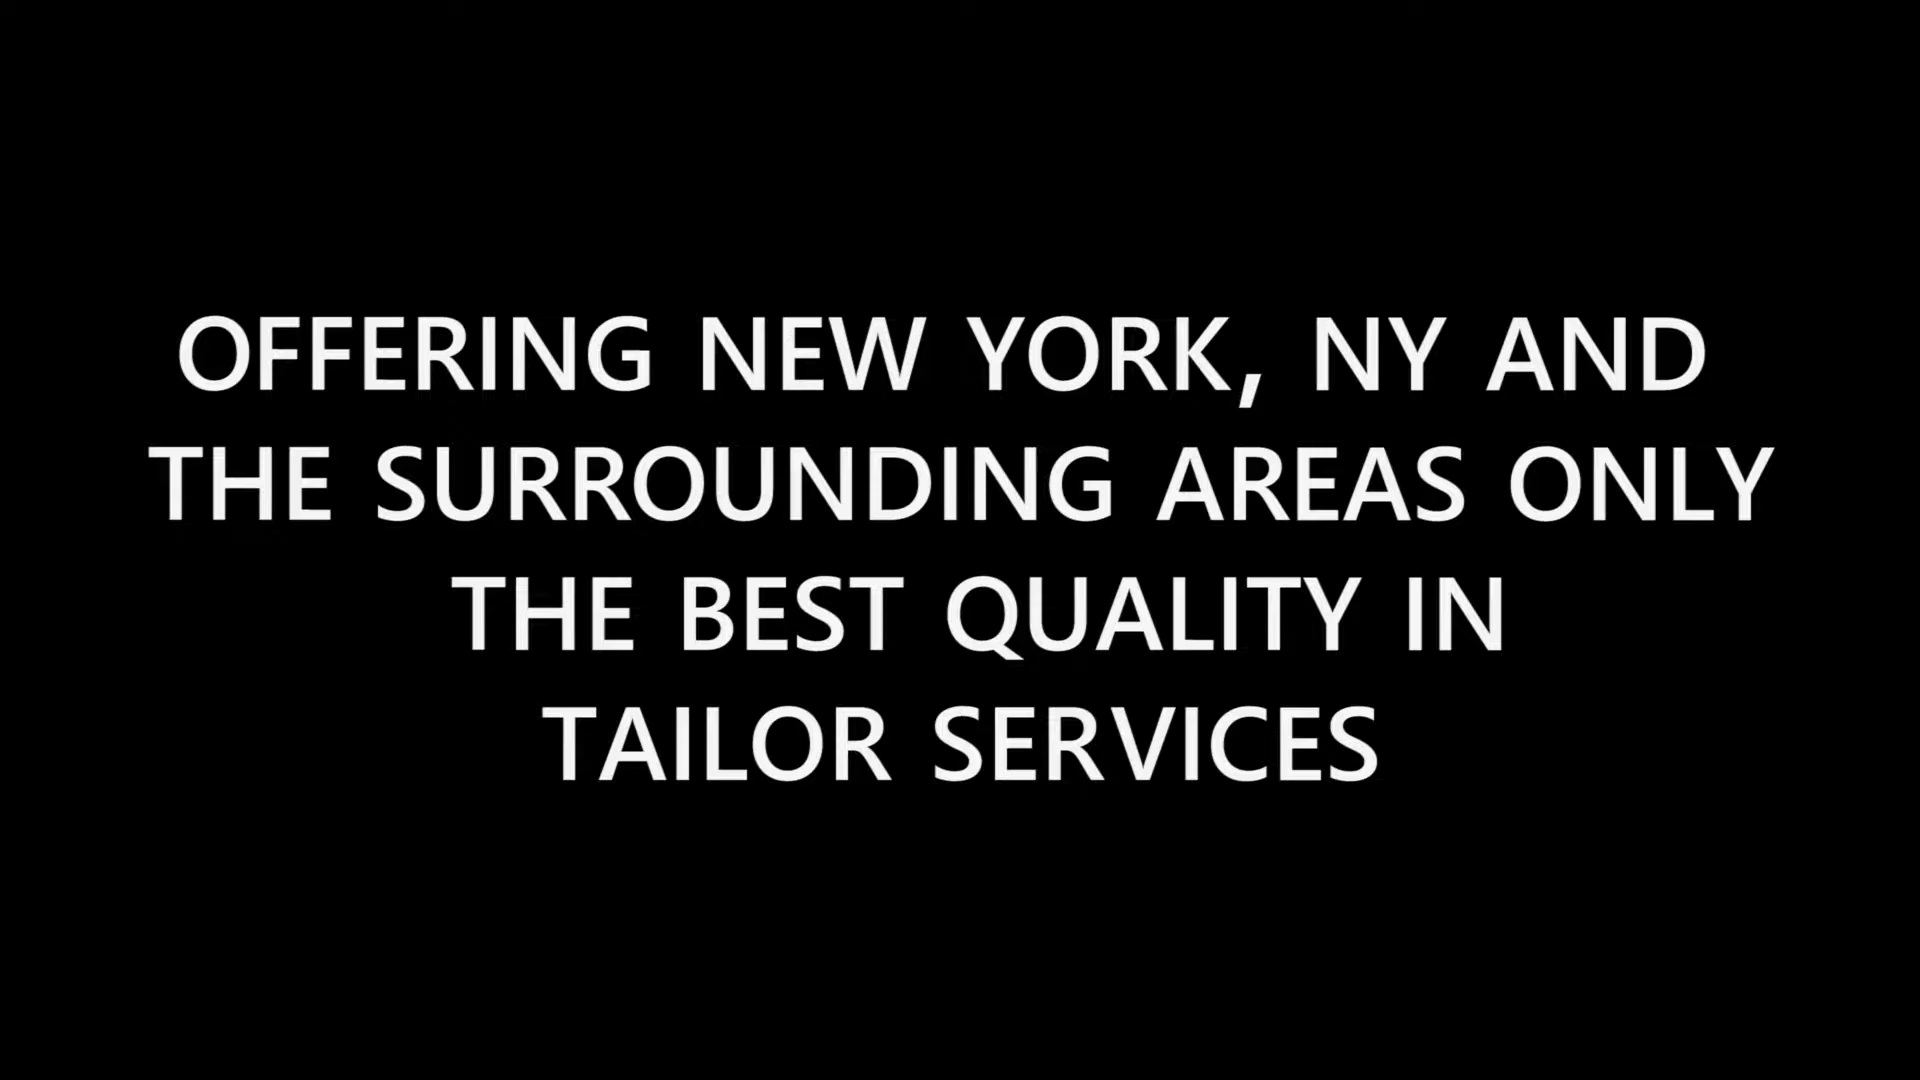 OFFERING NEW YORK, NY AND
THE SURROUNDING AREAS ONLY
THE BEST QUALITY IN
TAILOR SERVICES